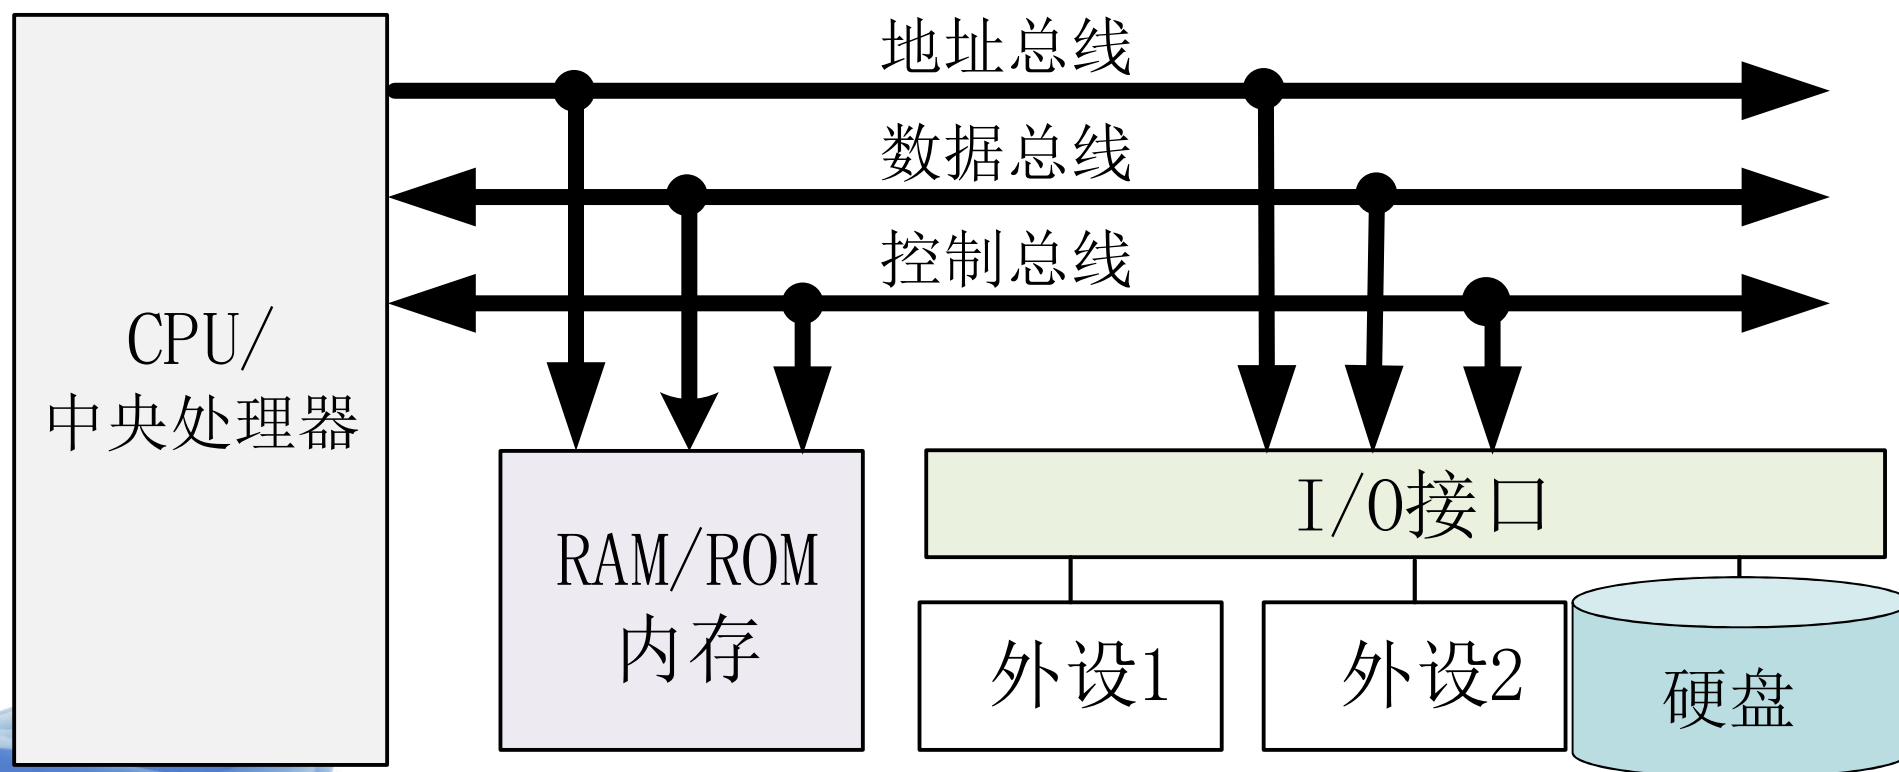 地址总线
数据总线
控制总线
CPU/
中央处理器
RAM/ROM
内存
I/O接口
外设1
外设2
硬盘